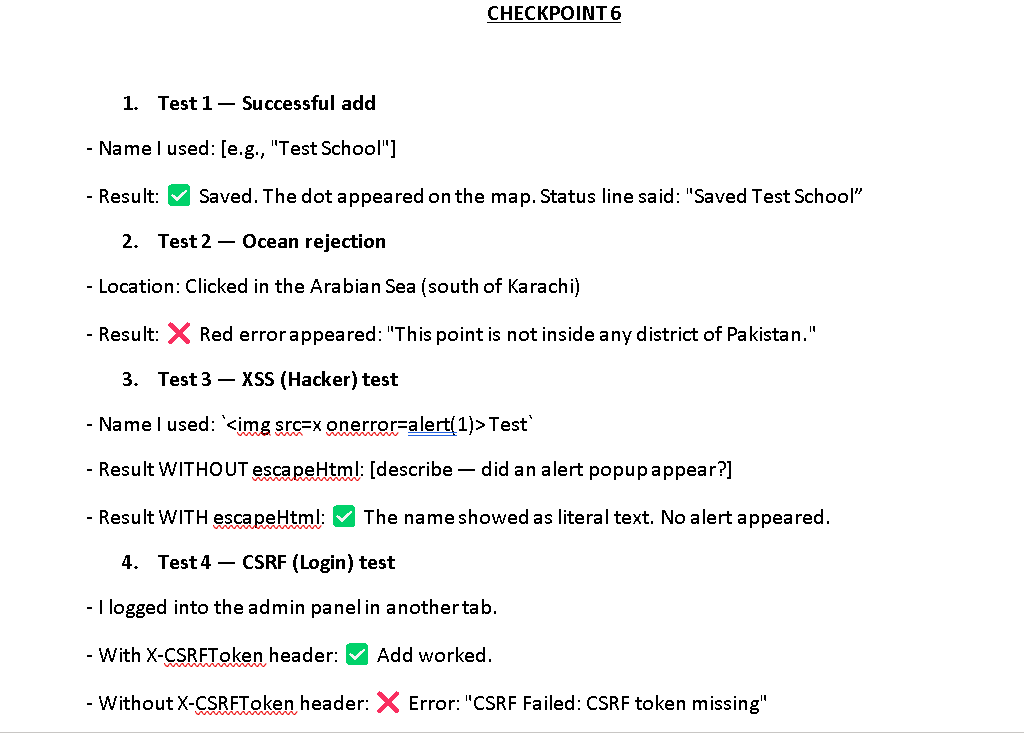 CHECKPOINT 6
1. Test 1 — Successful add
- Name I used: [e.g., "Test School"]
- Result: ✅ Saved. The dot appeared on the map. Status line said: "Saved Test School”
2. Test 2 — Ocean rejection
- Location: Clicked in the Arabian Sea (south of Karachi)
- Result: ❌ Red error appeared: "This point is not inside any district of Pakistan."
3. Test 3 — XSS (Hacker) test
- Name I used: `<img src=x onerror=alert(1)> Test`
- Result WITHOUT escapeHtml: [describe — did an alert popup appear?]
- Result WITH escapeHtml: ✅ The name showed as literal text. No alert appeared.
4. Test 4 — CSRF (Login) test
- I logged into the admin panel in another tab.
- With X-CSRFToken header: ✅ Add worked.
- Without X-CSRFToken header: ❌ Error: "CSRF Failed: CSRF token missing"